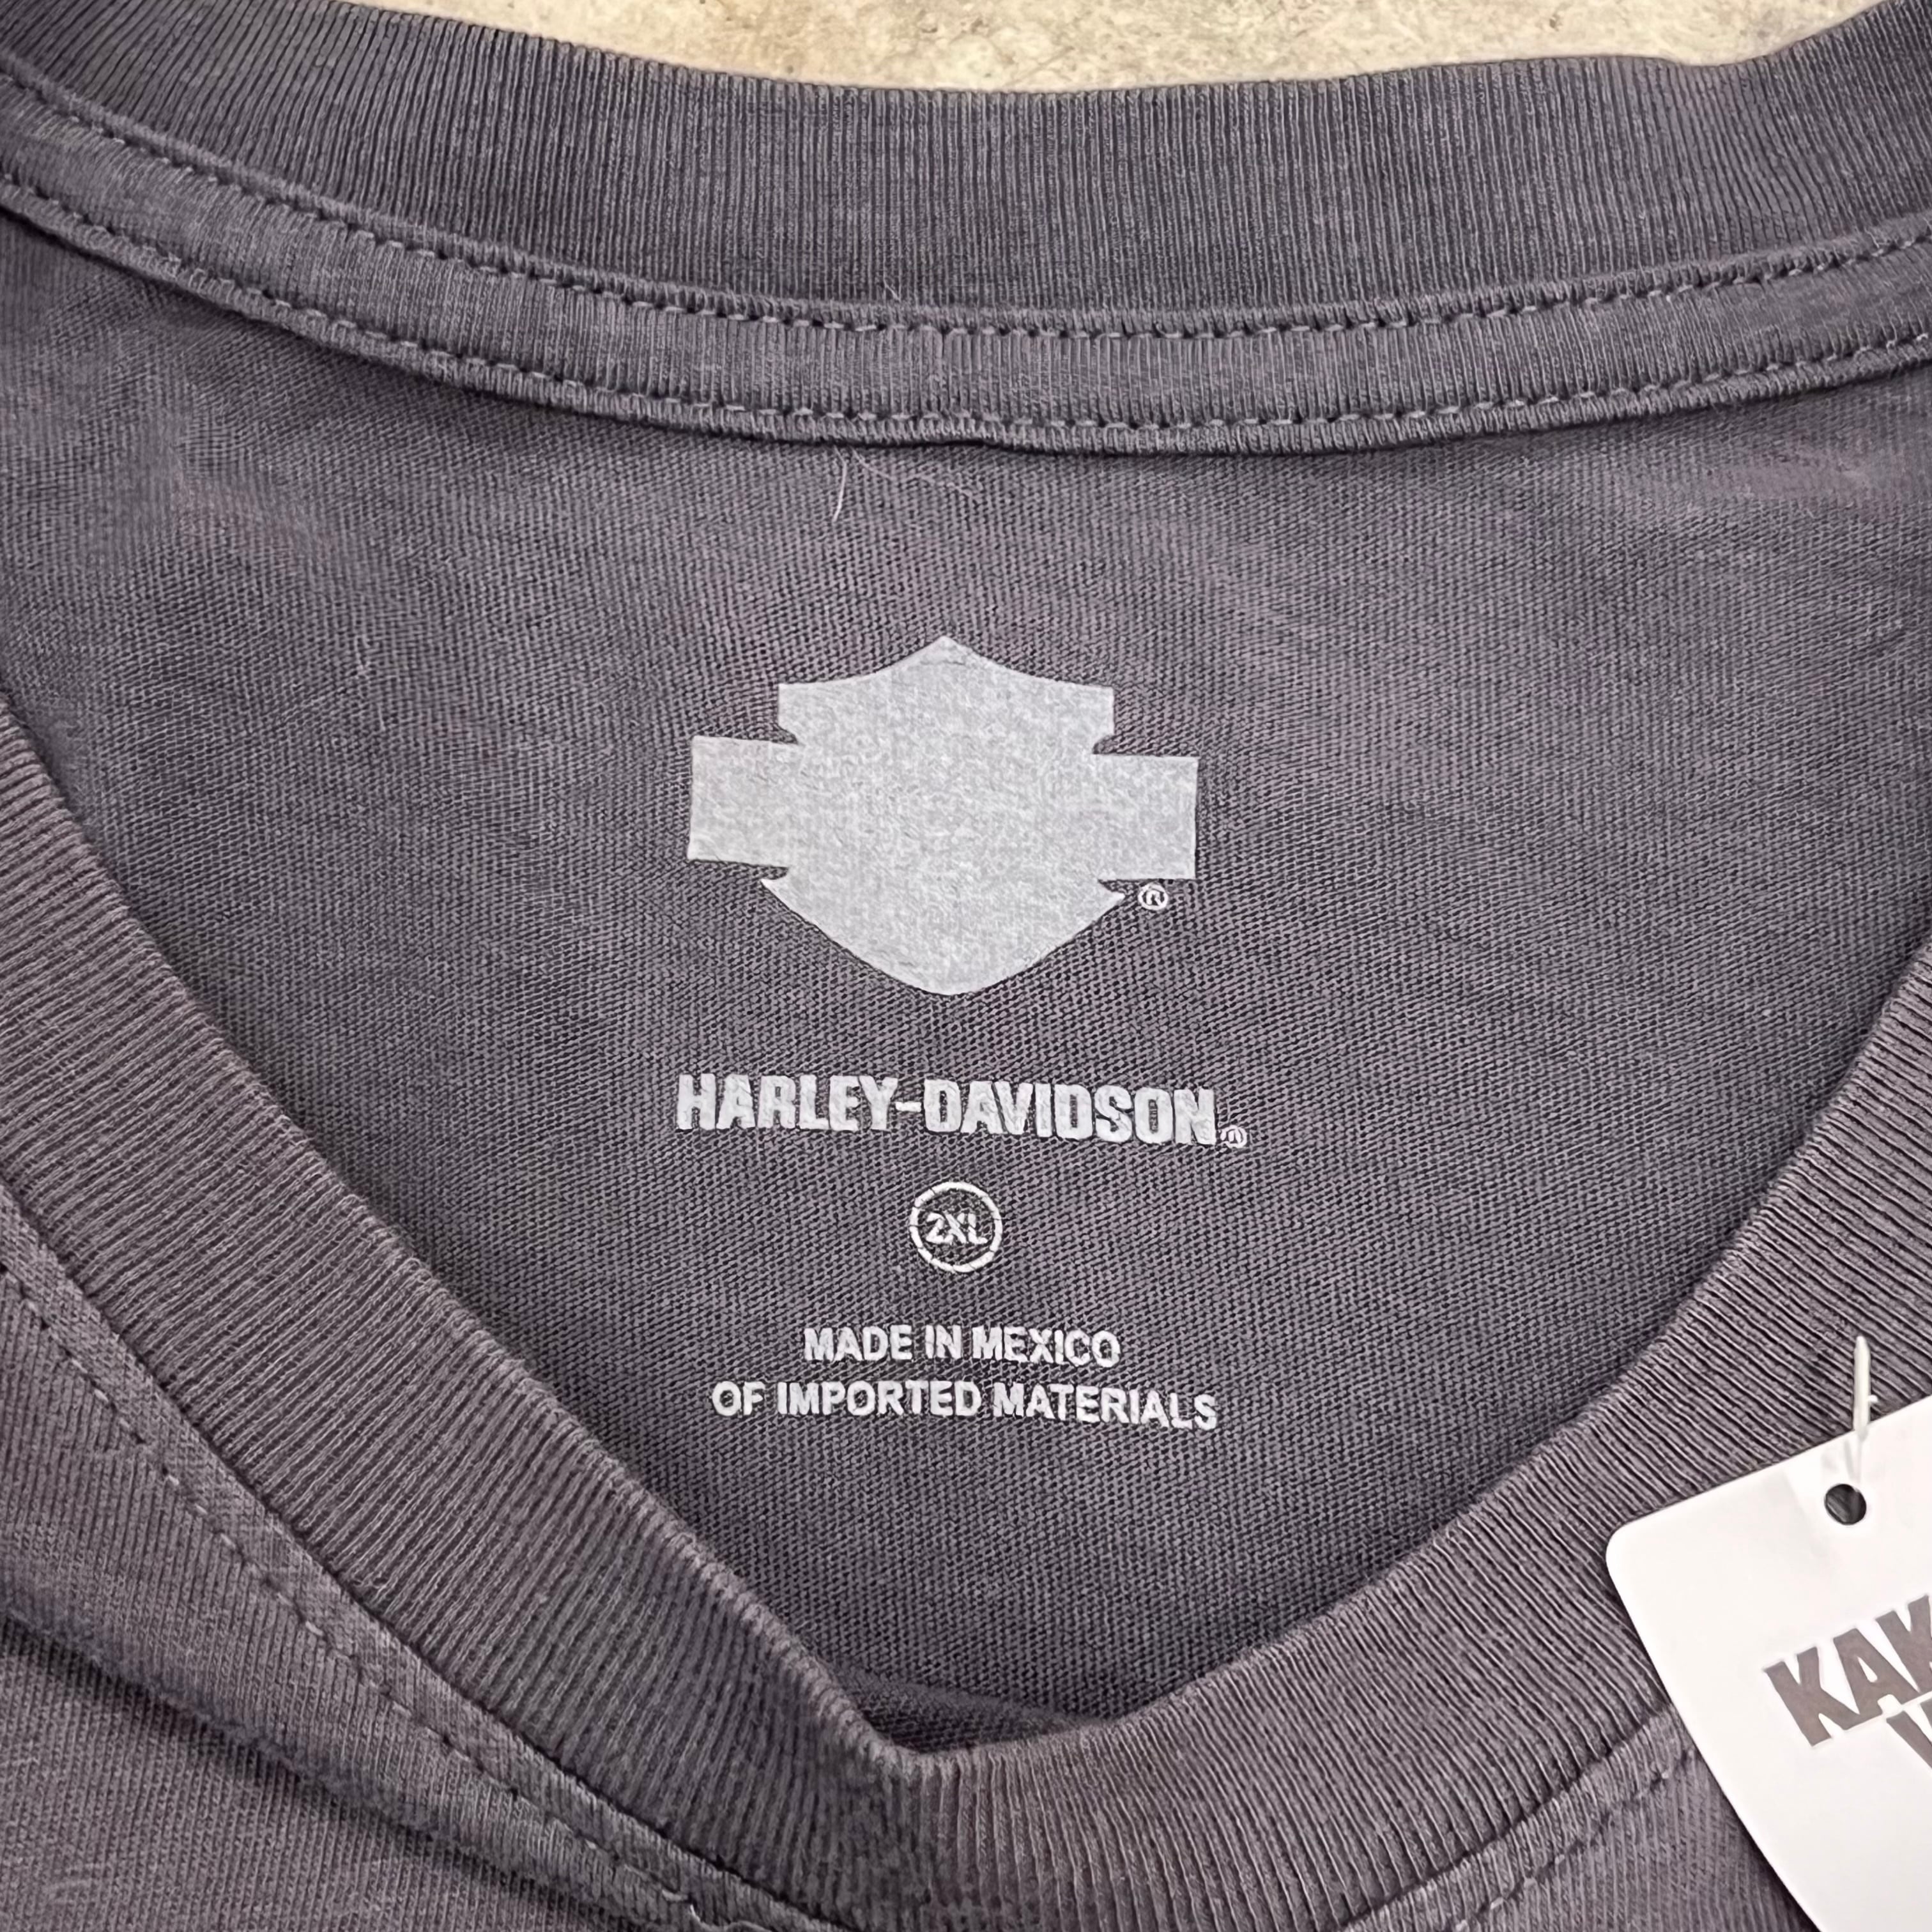 ®
HARLEY-DAVIDSON®
2XL
MADE IN MEXICO
OF IMPORTED MATERIALS